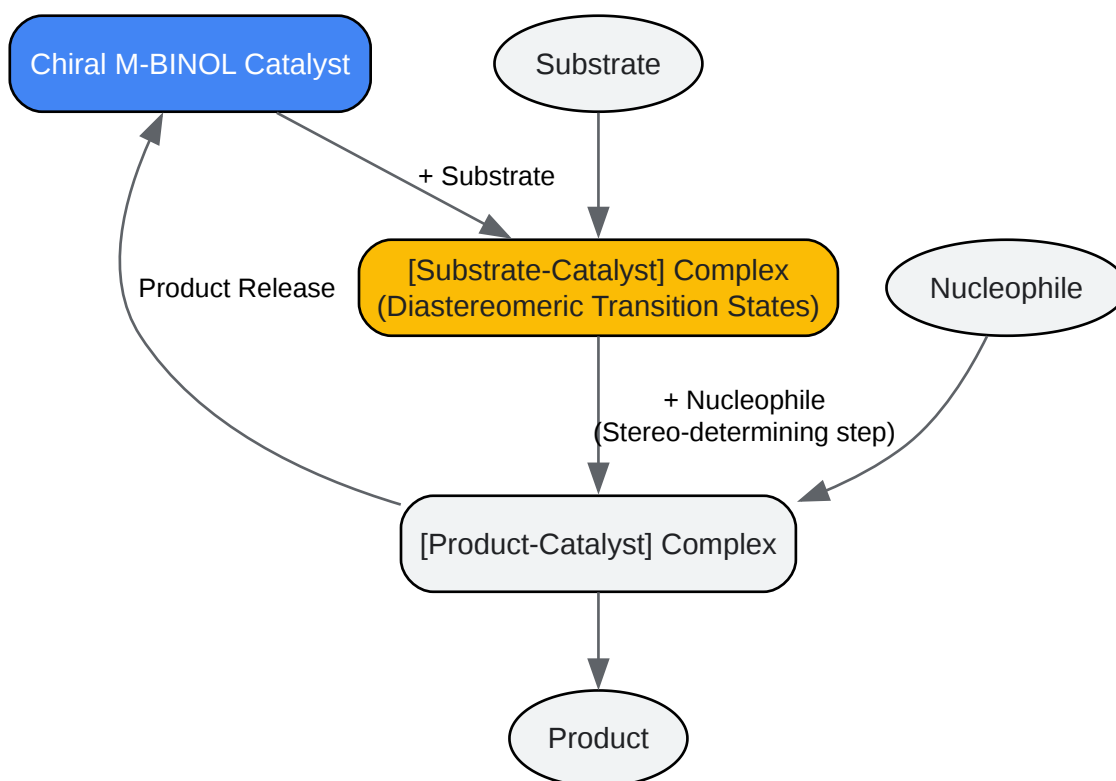 Chiral M-BINOL Catalyst
Substrate
+ Substrate
[Substrate-Catalyst] Complex
(Diastereomeric Transition States)
Product Release
Nucleophile
+ Nucleophile
(Stereo-determining step)
[Product-Catalyst] Complex
Product